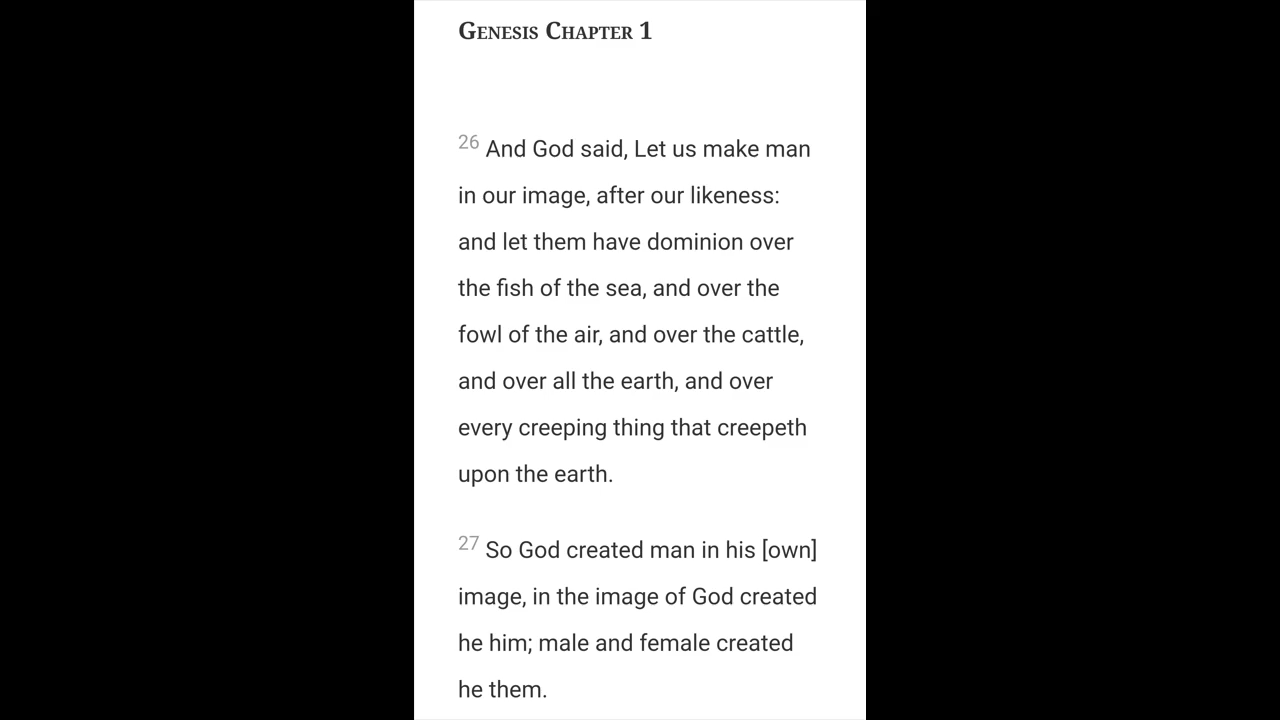 Genesis Chapter 1
26 And God said, Let us make man
in our image, after our likeness:
and let them have dominion over
the fish of the sea, and over the
fowl of the air, and over the cattle,
and over all the earth, and over
every creeping thing that creepeth
upon the earth.
27 So God created man in his [own]
image, in the image of God created
he him; male and female created
he them.